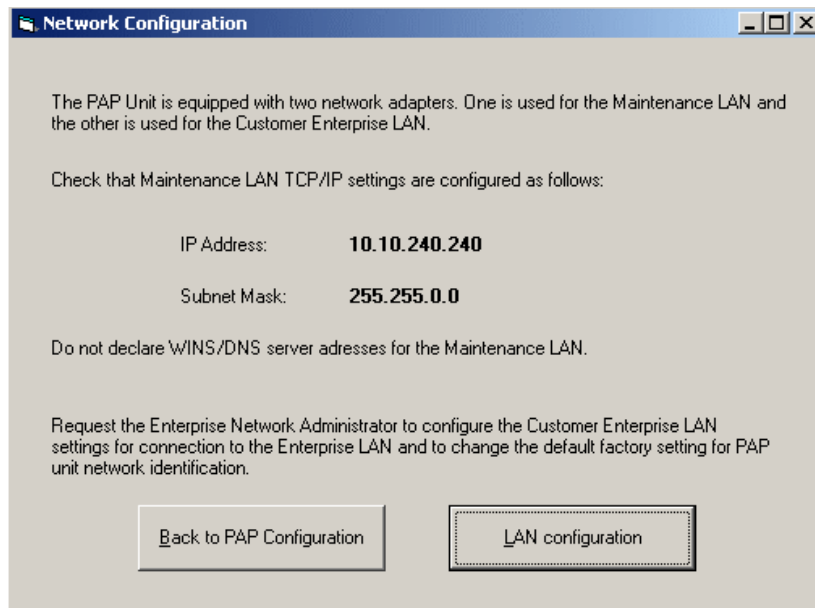 Network Configuration
The PAP Unit is equipped with two network adapters. One is used for the Maintenance LAN and
the other is used for the Customer Enterprise LAN.
Check that Maintenance LAN TCP/IP settings are configured as follows:
IP Address: 10.10.240.240
Subnet Mask: 255.255.0.0
Do not declare WINS/DNS server adresses for the Maintenance LAN.
Request the Enterprise Network Administrator to configure the Customer Enterprise LAN
settings for connection to the Enterprise LAN and to change the default factory setting for PAP
unit network identification.
Back to PAP Configuration LAN configuration